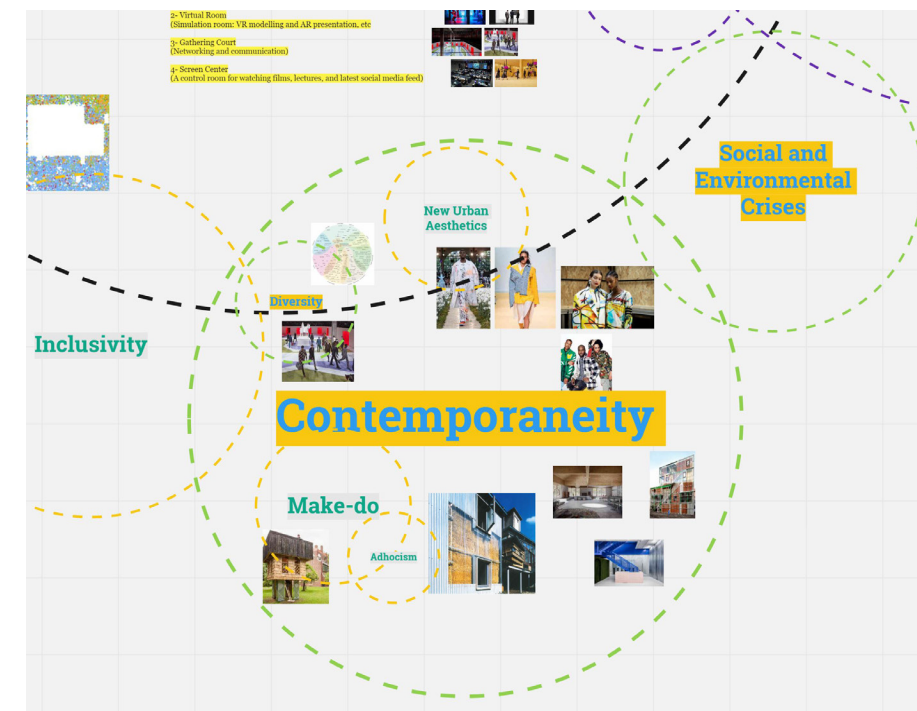 2- Virtual Room
(Simulation room: VR modelling and AR presentation, etc
3- Gathering Court
(Networking and communication)
4- Screen Center
(A control room for watching films, lectures, and latest social media feed)
Social and
Environmental
Crises
New Urban
Aesthetics
Diversity
Inclusivity
Contemporaneity
Make-do
Adhocism